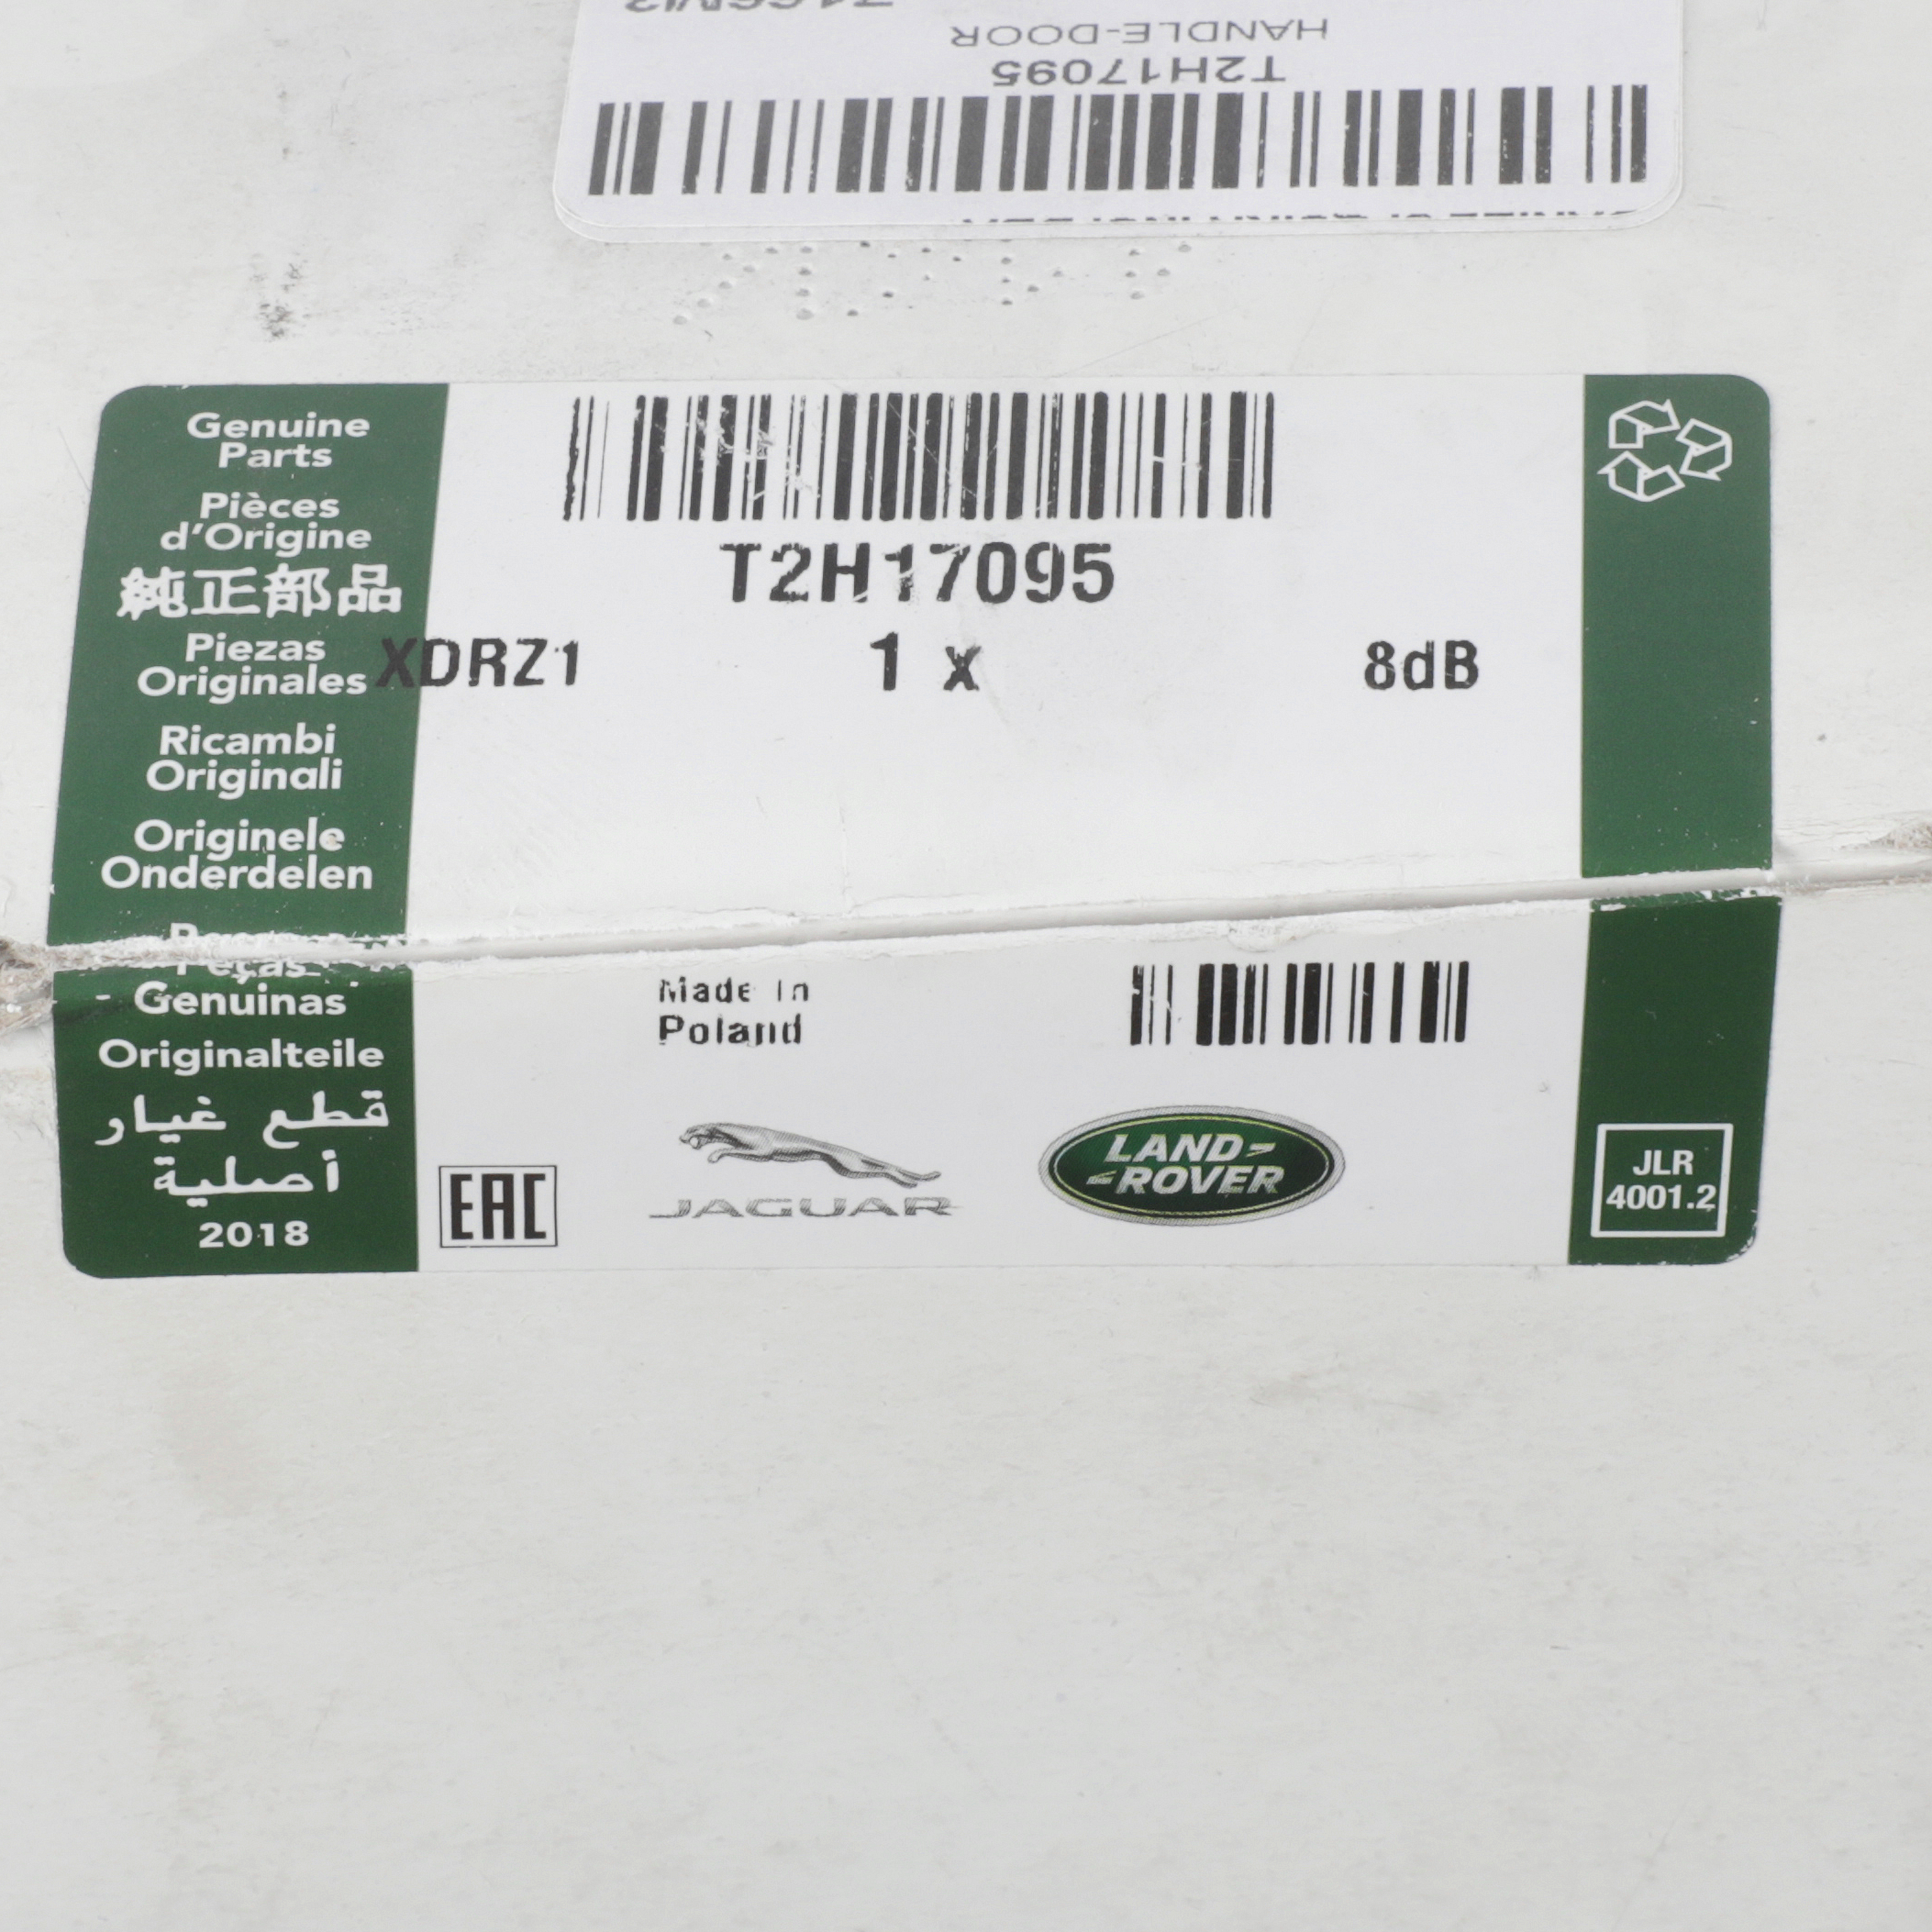 HANDLE-DOOR
T2H17095
Genuine
Parts
Pièces
d'Origine
純正部品
Piezas
Originales
Ricambi
Originali
Originele
Onderdelen
Peças
Genuinas
Originalteile
قطع غيار
أصلية
2018
T2H17095
XDRZ1 1 x 8dB
Made In
Poland
EAC
JAGUAR
LAND-
-ROVER
JLR
4001.2